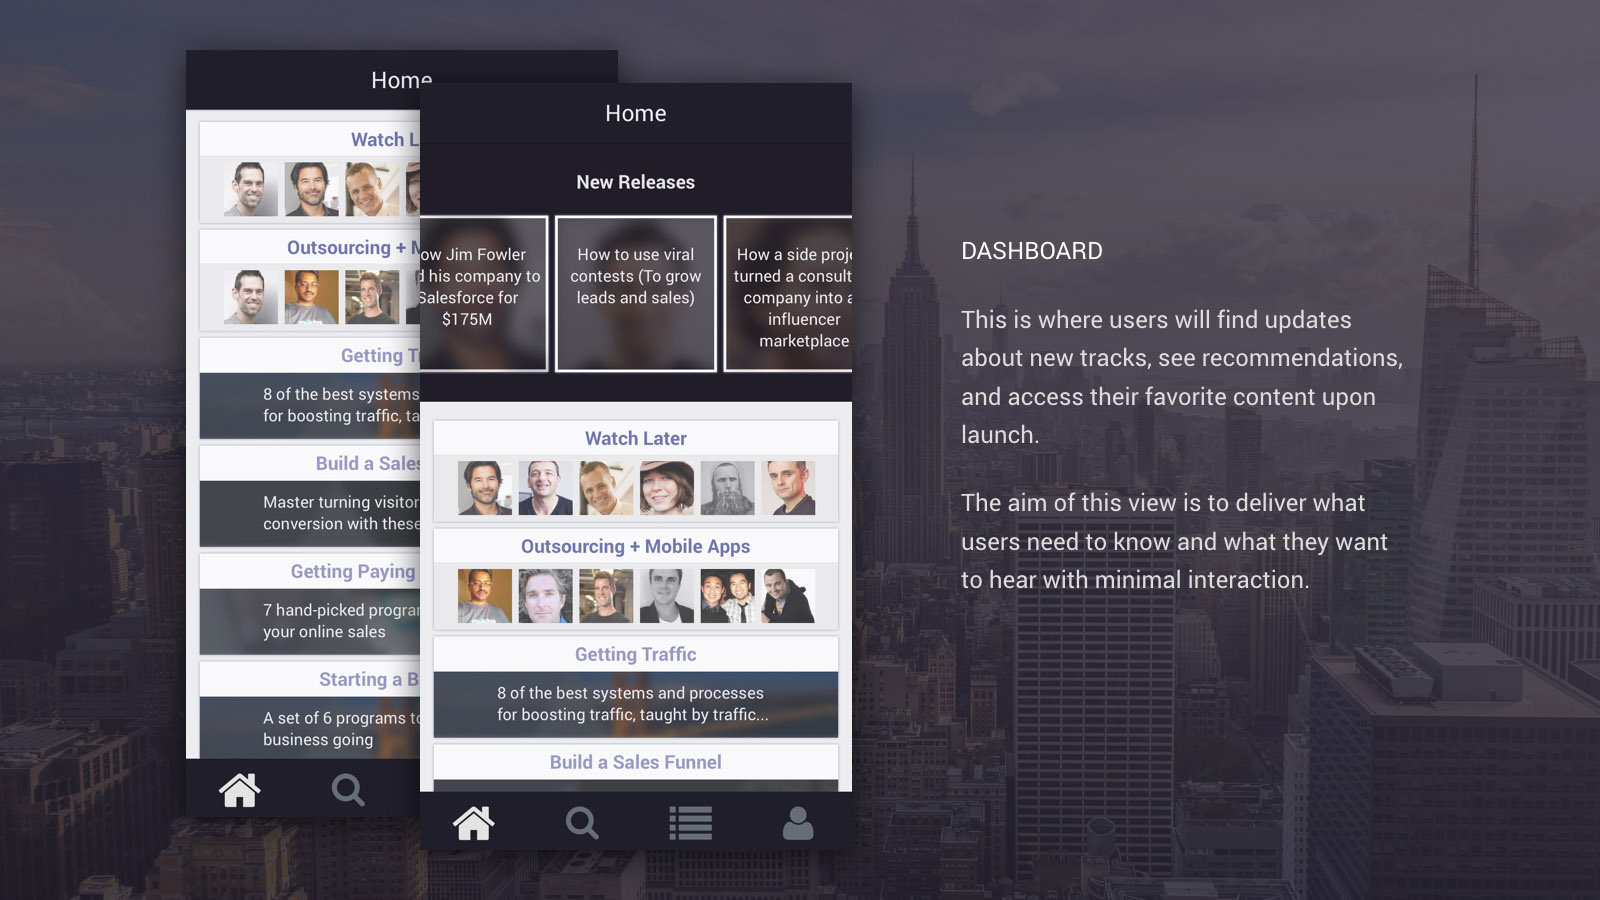 Home
Watch L
Outsourcing + M
Getting T
8 of the best systems
for boosting traffic, ta
Build a Sales
Master turning visitor
conversion with these
Getting Paying
7 hand-picked program
your online sales
Starting a B
A set of 6 programs to
business going
Home
New Releases
ow Jim Fowler
d his company to
Salesforce for
$175M
How to use viral
contests (To grow
leads and sales)
How a side proje
turned a consult
company into a
influencer
marketplace
Watch Later
Outsourcing + Mobile Apps
Getting Traffic
8 of the best systems and processes
for boosting traffic, taught by traffic...
Build a Sales Funnel
DASHBOARD
This is where users will find updates
about new tracks, see recommendations,
and access their favorite content upon
launch.
The aim of this view is to deliver what
users need to know and what they want
to hear with minimal interaction.